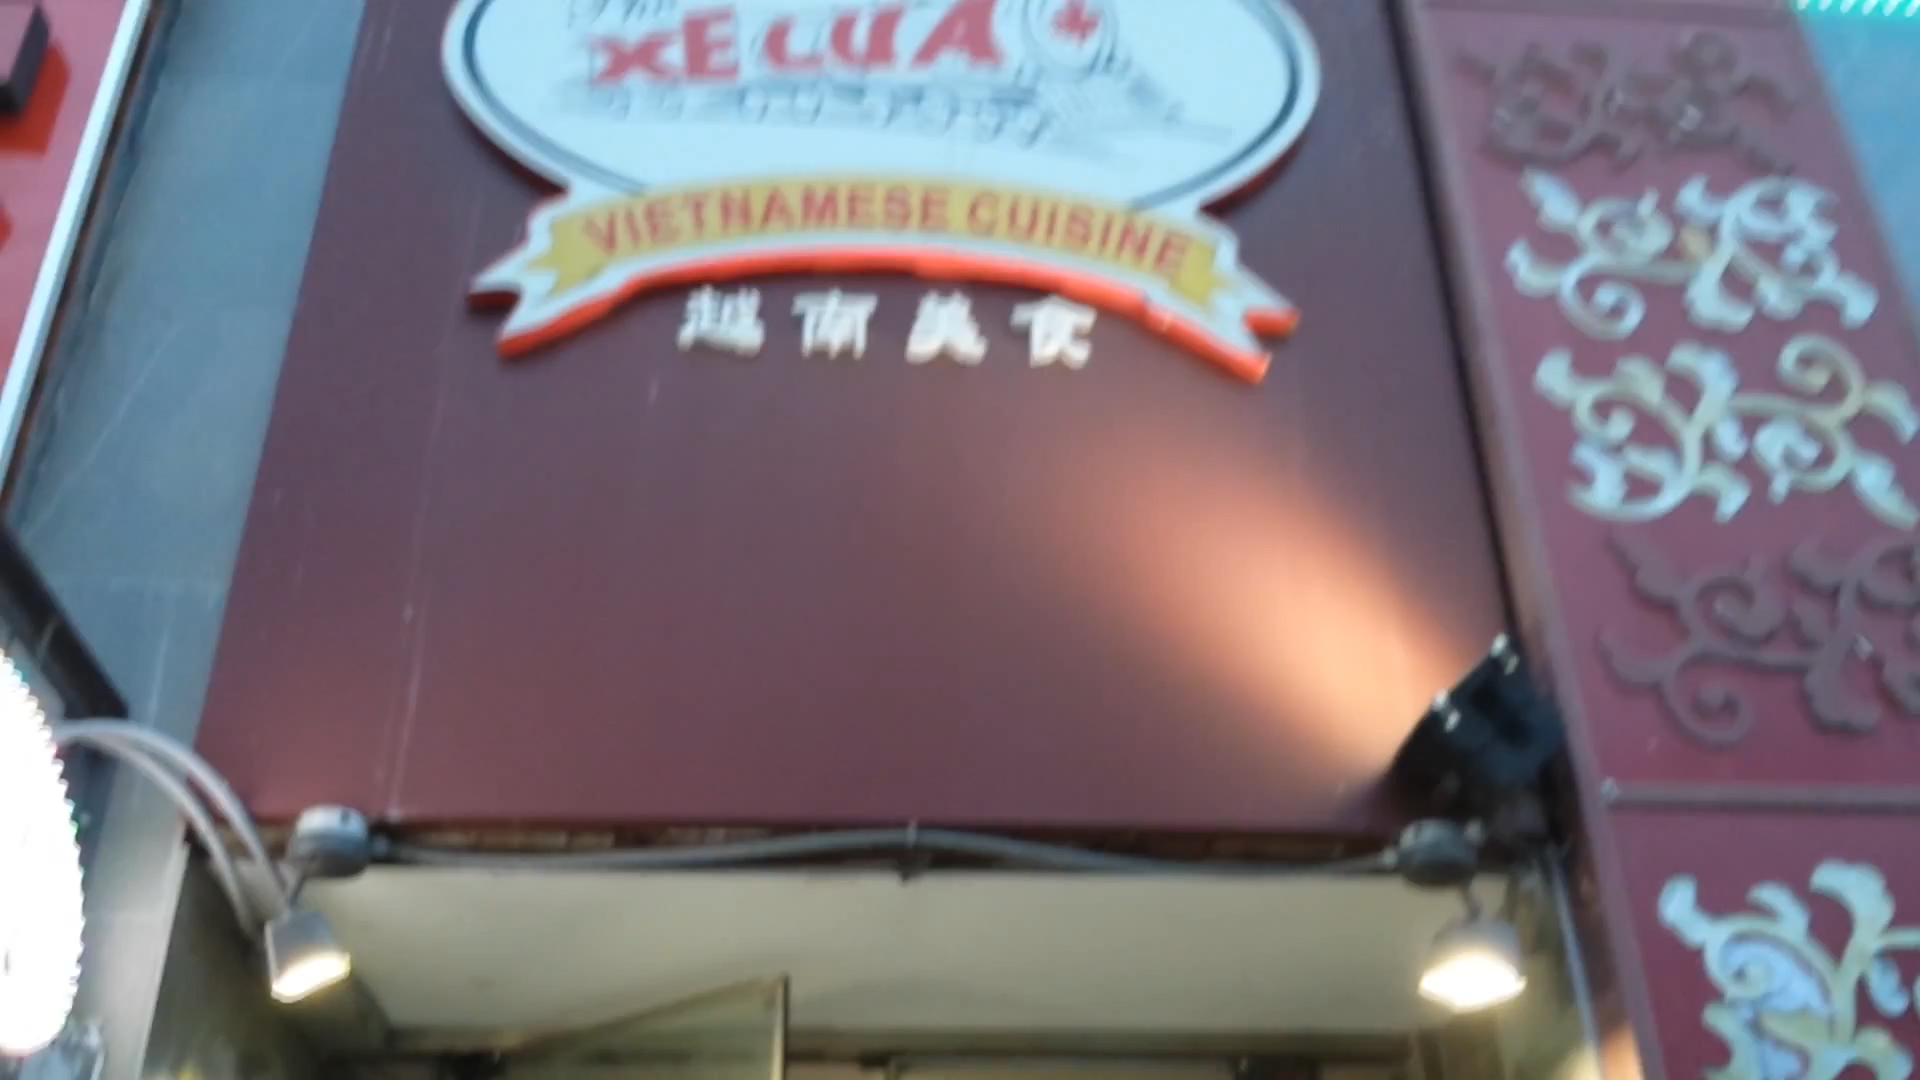 XE LUA
VIETNAMESE CUISINE
越南美食